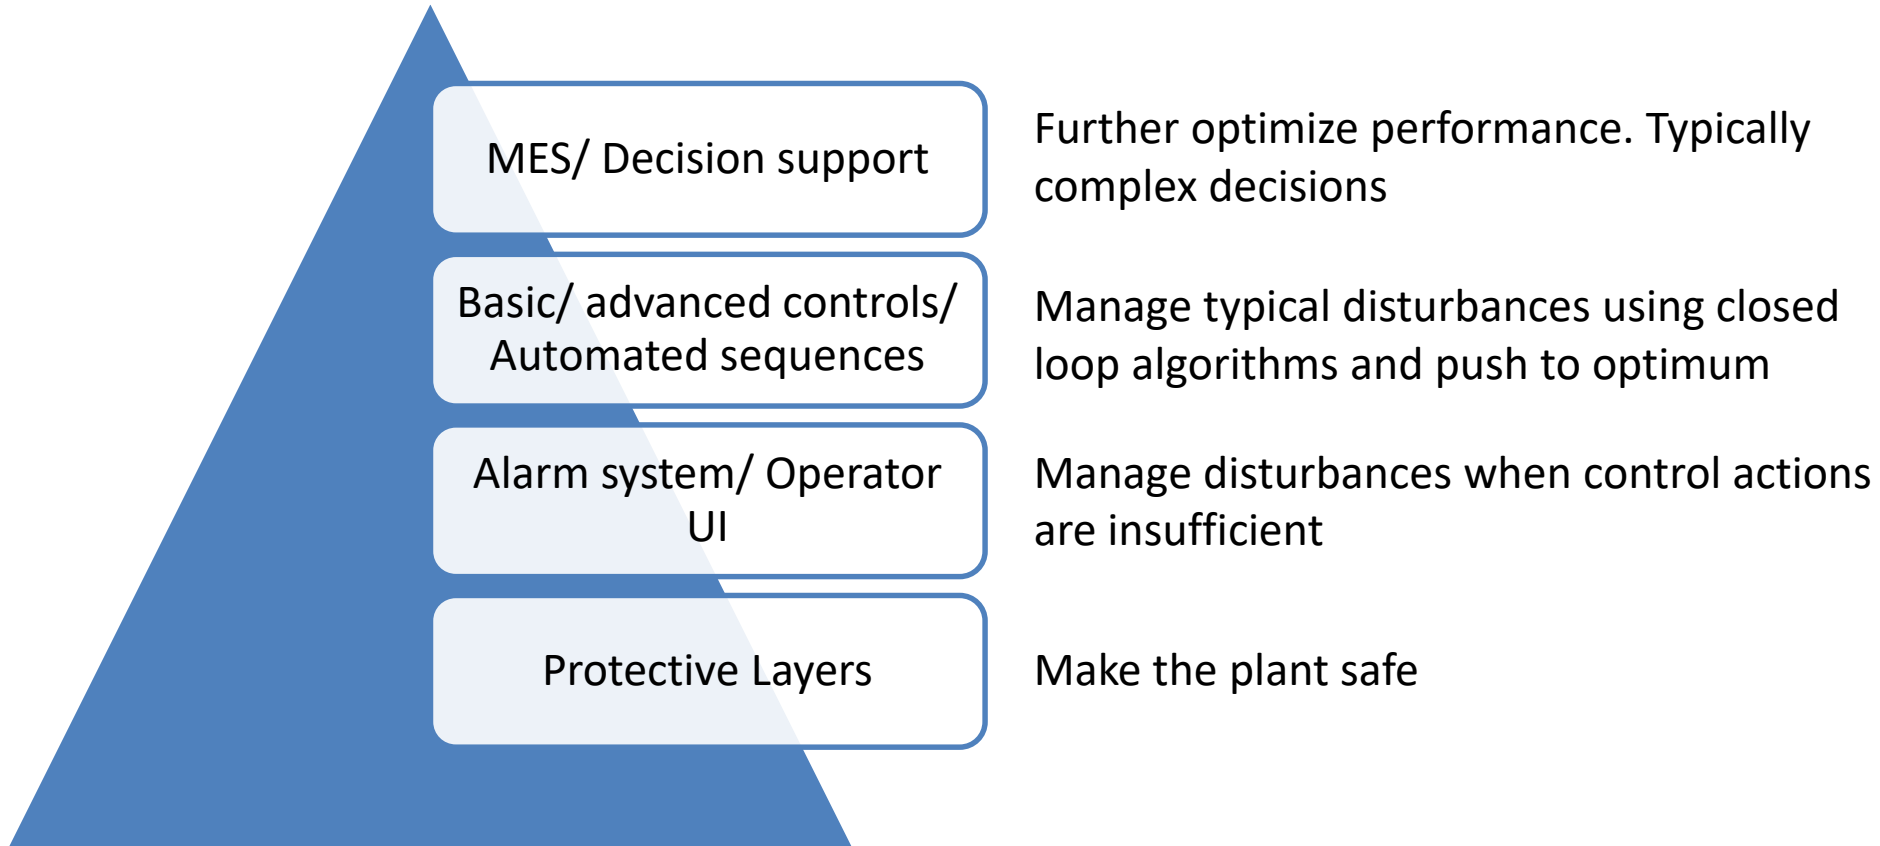 MES/ Decision support
Further optimize performance. Typically
complex decisions
Basic/ advanced controls/
Automated sequences
Manage typical disturbances using closed
loop algorithms and push to optimum
Alarm system/ Operator
UI
Manage disturbances when control actions
are insufficient
Protective Layers
Make the plant safe